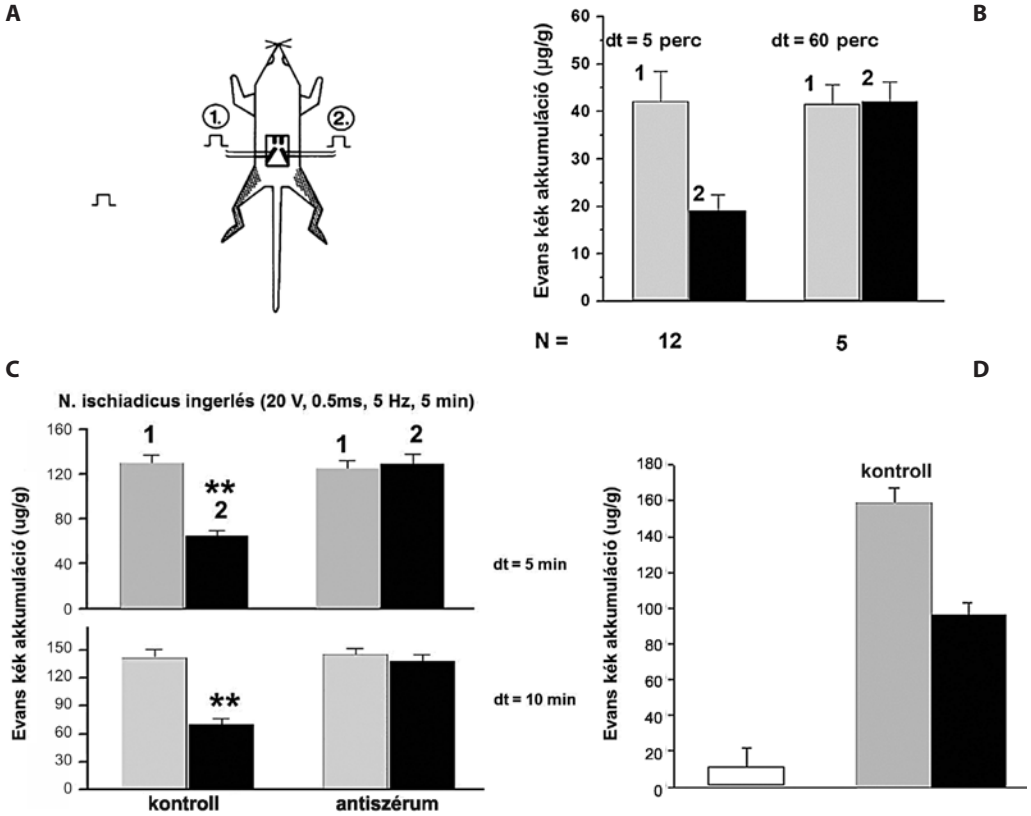 A
1.
2.
B
Evans kék akkumuláció (µg/g)
60
50
40
30
20
10
0
dt = 5 perc
dt = 60 perc
1
2
1
2
N =
12
5
C
N. ischiadicus ingerlés (20 V, 0.5ms, 5 Hz, 5 min)
Evans kék akkumuláció (ug/g)
160
120
80
40
0
1
**
2
1
2
dt = 5 min
150
120
90
60
30
0
**
dt = 10 min
kontroll
antiszérum
D
Evans kék akkumuláció (ug/g)
180
160
140
120
100
80
60
40
20
0
kontroll